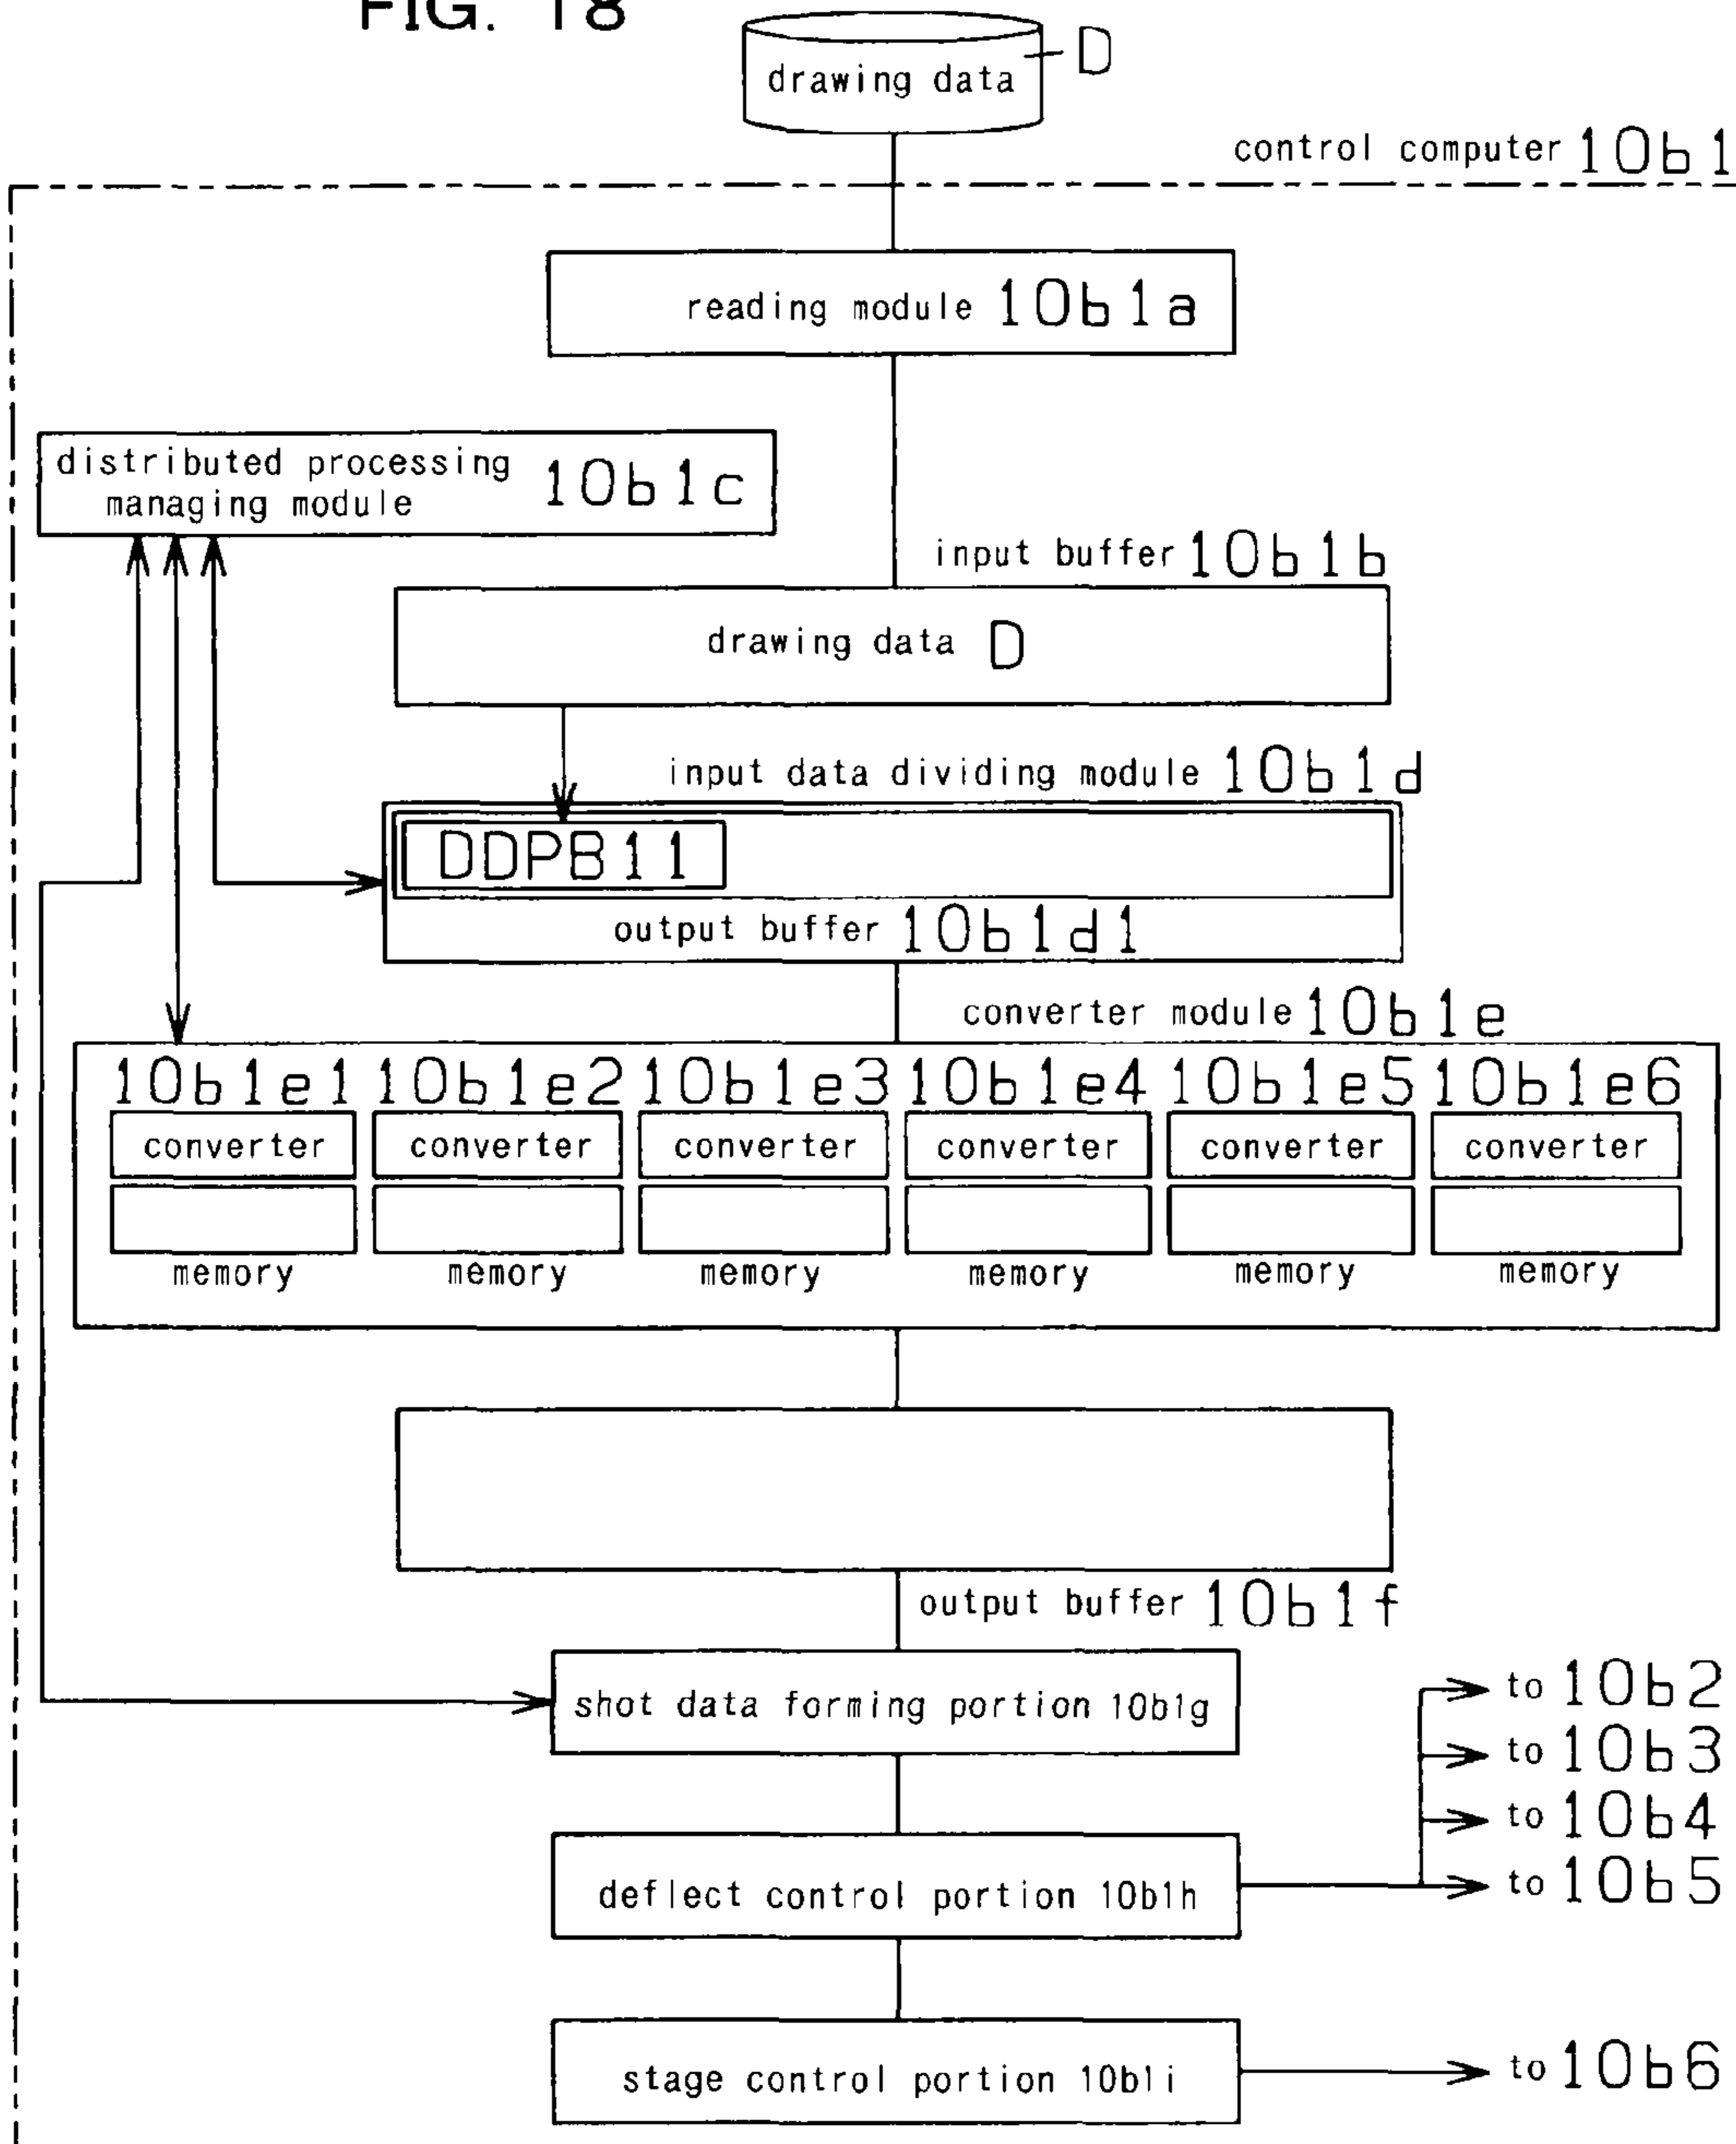 FIG. 18
drawing data
D
control computer 10b1
reading module 10b1a
distributed processing
managing module
10b1c
input buffer 10b1b
drawing data D
input data dividing module 10b1d
DDPB11
output buffer 10b1d1
converter module 10b1e
10b1e1 10b1e2 10b1e3 10b1e4 10b1e5 10b1e6
converter converter converter converter converter converter
memory memory memory memory memory memory
output buffer 10b1f
shot data forming portion 10b1g
to 10b2
to 10b3
to 10b4
deflect control portion 10b1h
to 10b5
stage control portion 10b1i
to 10b6